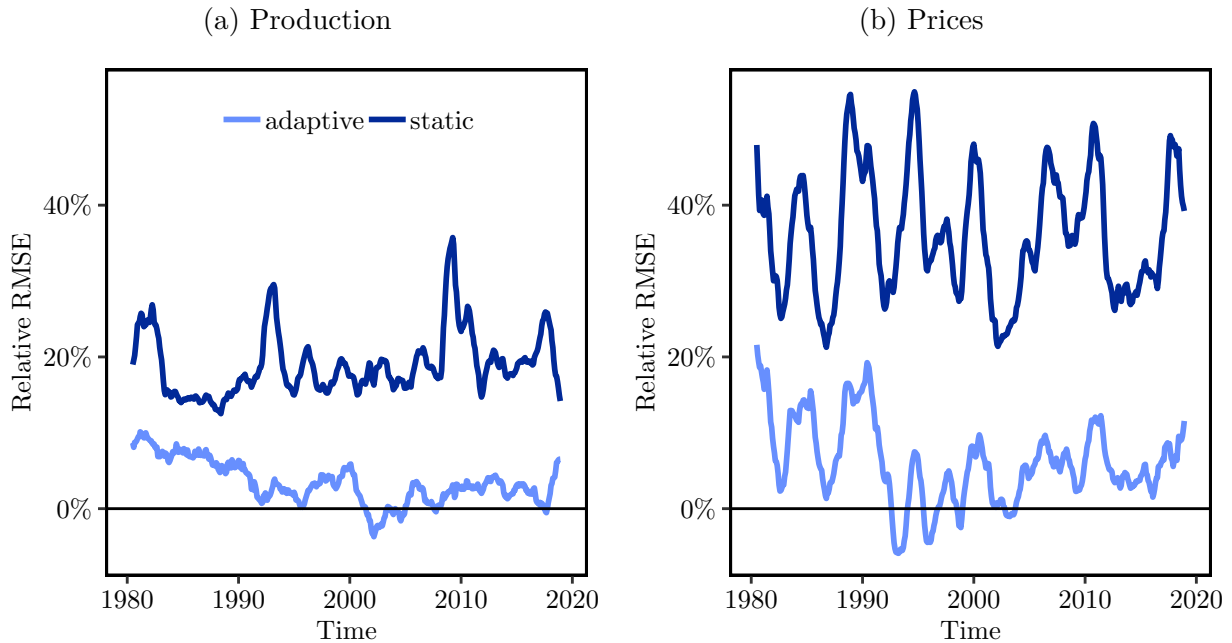 (a) Production
adaptive static
Relative RMSE
40%
20%
0%
1980 1990 2000 2010 2020
Time
(b) Prices
Relative RMSE
40%
20%
0%
1980 1990 2000 2010 2020
Time